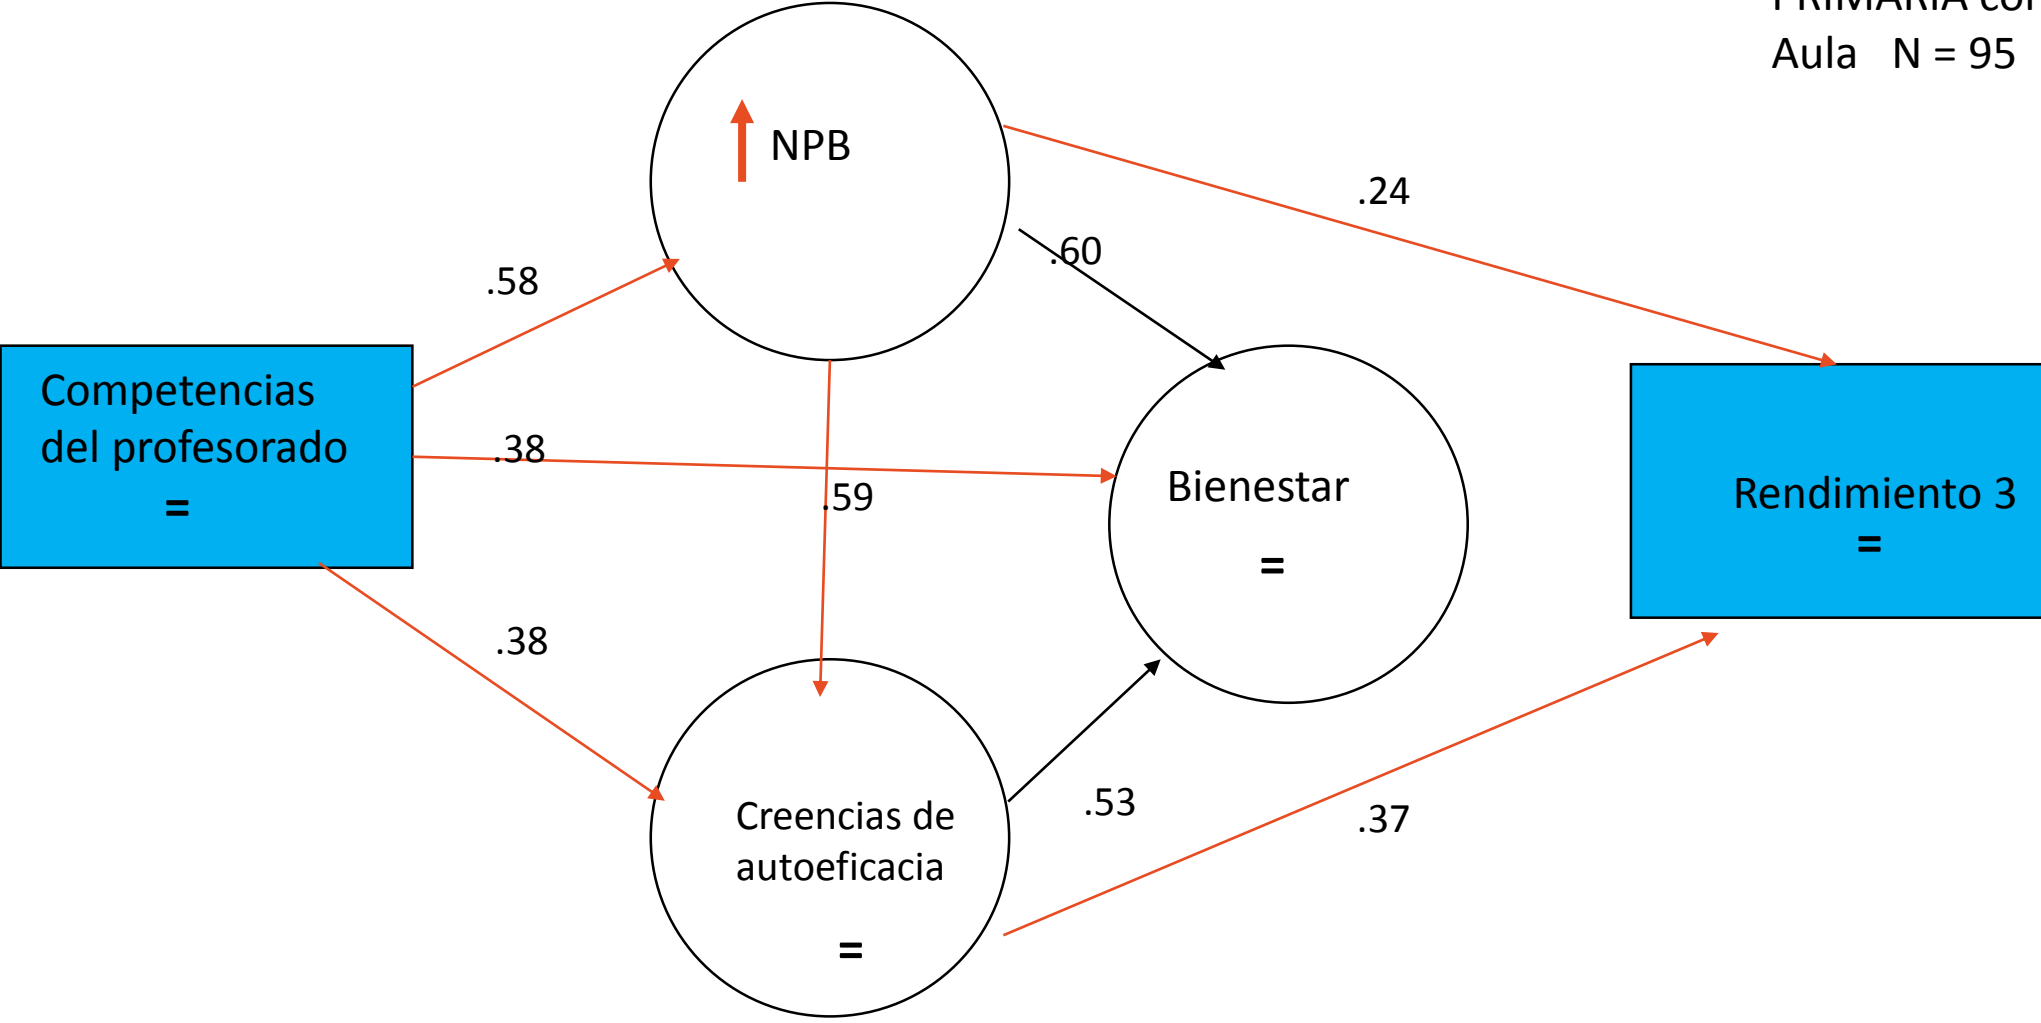 Aula N = 95
NPB
.24
.60
.58
Competencias
del profesorado
=
.38
.59
Bienestar
=
Rendimiento 3
=
.38
Creencias de
autoeficacia
=
.53
.37